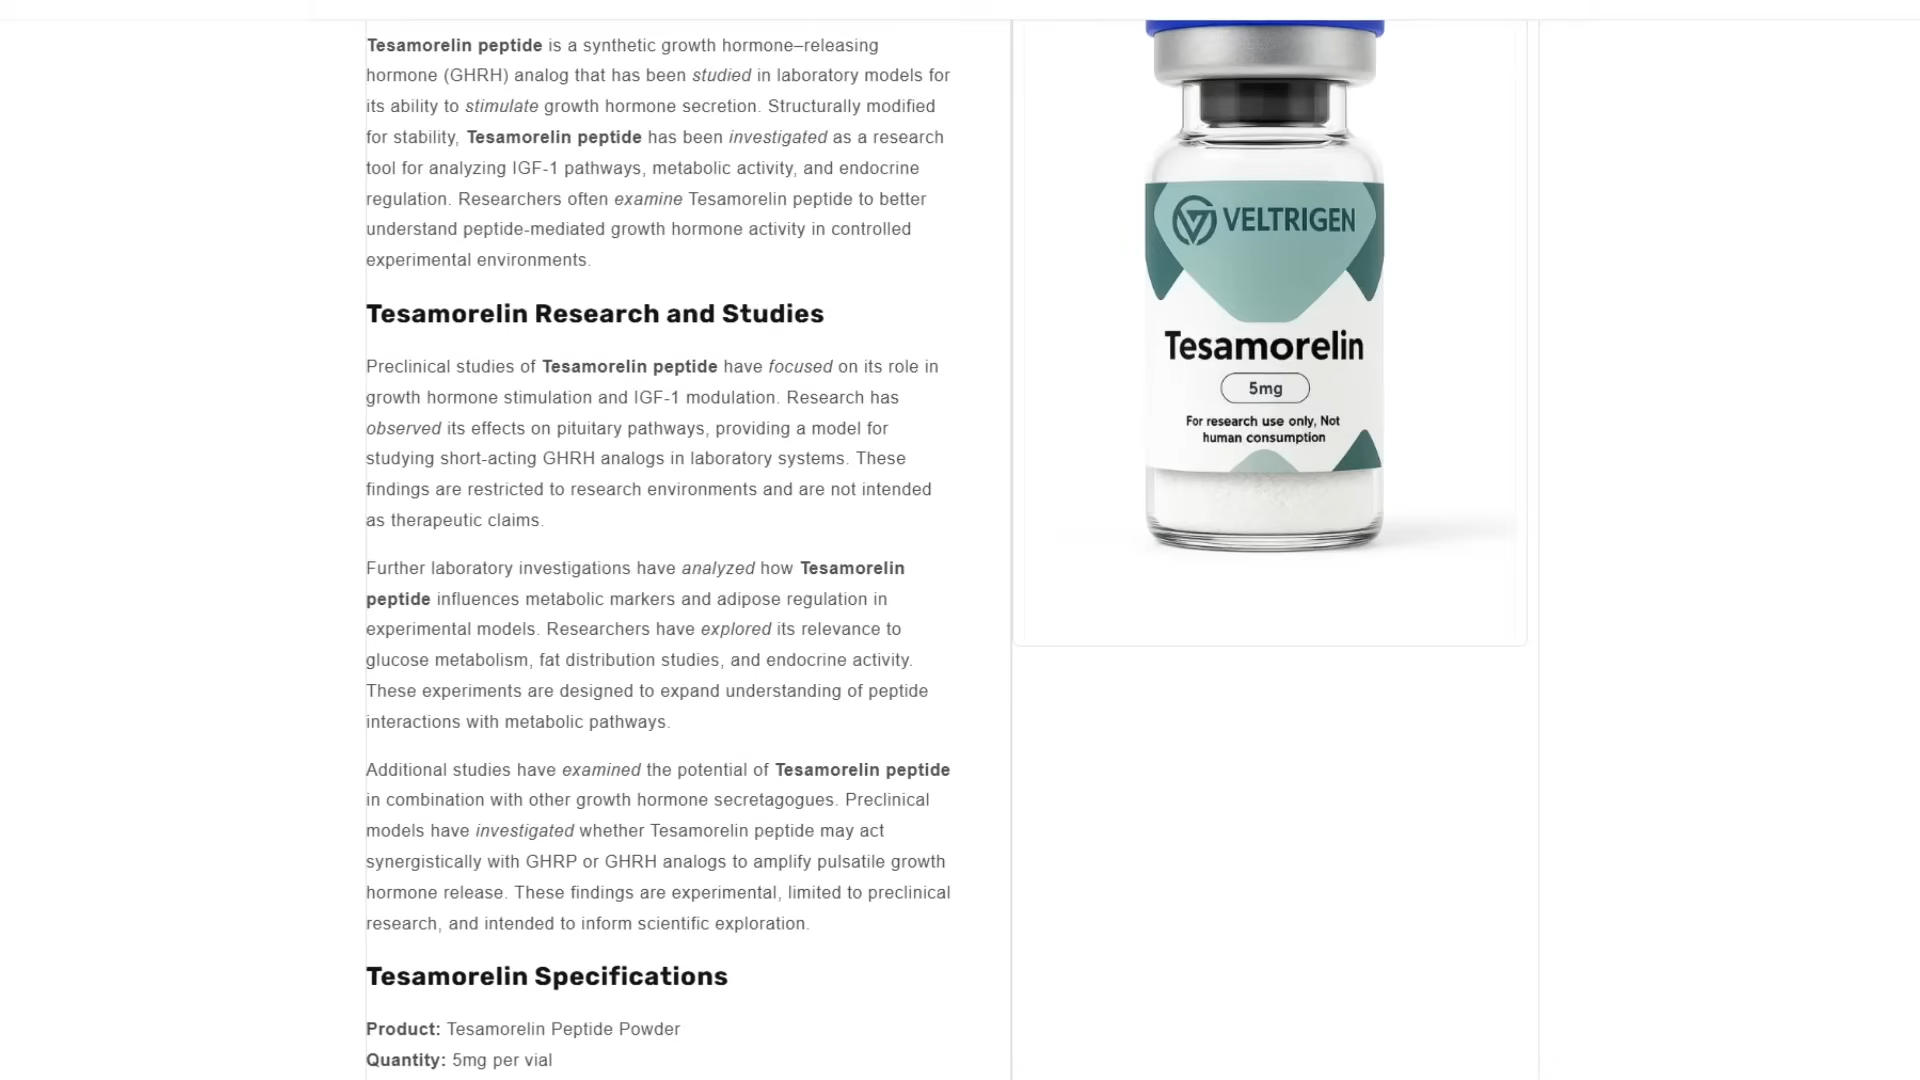 Tesamorelin peptide is a synthetic growth hormone–releasing
hormone (GHRH) analog that has been studied in laboratory models for
its ability to stimulate growth hormone secretion. Structurally modified
for stability, Tesamorelin peptide has been investigated as a research
tool for analyzing IGF-1 pathways, metabolic activity, and endocrine
regulation. Researchers often examine Tesamorelin peptide to better
understand peptide-mediated growth hormone activity in controlled
experimental environments.
Tesamorelin Research and Studies
Preclinical studies of Tesamorelin peptide have focused on its role in
growth hormone stimulation and IGF-1 modulation. Research has
observed its effects on pituitary pathways, providing a model for
studying short-acting GHRH analogs in laboratory systems. These
findings are restricted to research environments and are not intended
as therapeutic claims.
Further laboratory investigations have analyzed how Tesamorelin
peptide influences metabolic markers and adipose regulation in
experimental models. Researchers have explored its relevance to
glucose metabolism, fat distribution studies, and endocrine activity.
These experiments are designed to expand understanding of peptide
interactions with metabolic pathways.
Additional studies have examined the potential of Tesamorelin peptide
in combination with other growth hormone secretagogues. Preclinical
models have investigated whether Tesamorelin peptide may act
synergistically with GHRP or GHRH analogs to amplify pulsatile growth
hormone release. These findings are experimental, limited to preclinical
research, and intended to inform scientific exploration.
Tesamorelin Specifications
Product: Tesamorelin Peptide Powder
Quantity: 5mg per vial
VELTRIGEN
Tesamorelin
5mg
For research use only, Not
human consumption